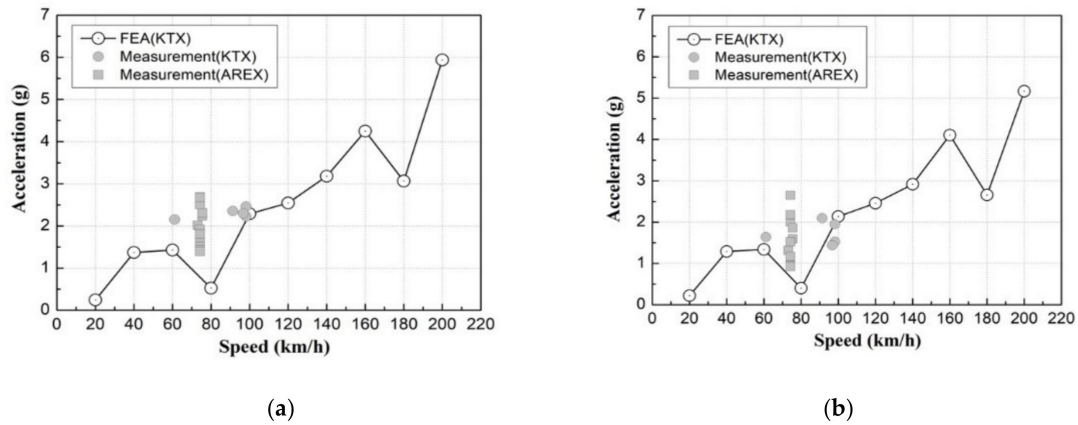 7
6
5
4
3
2
1
0
Acceleration (g)
FEA(KTX)
Measurement(KTX)
Measurement(AREX)
0 20 40 60 80 100 120 140 160 180 200 220
Speed (km/h)
(a)
7
6
5
4
3
2
1
0
Acceleration (g)
FEA(KTX)
Measurement(KTX)
Measurement(AREX)
0 20 40 60 80 100 120 140 160 180 200 220
Speed (km/h)
(b)